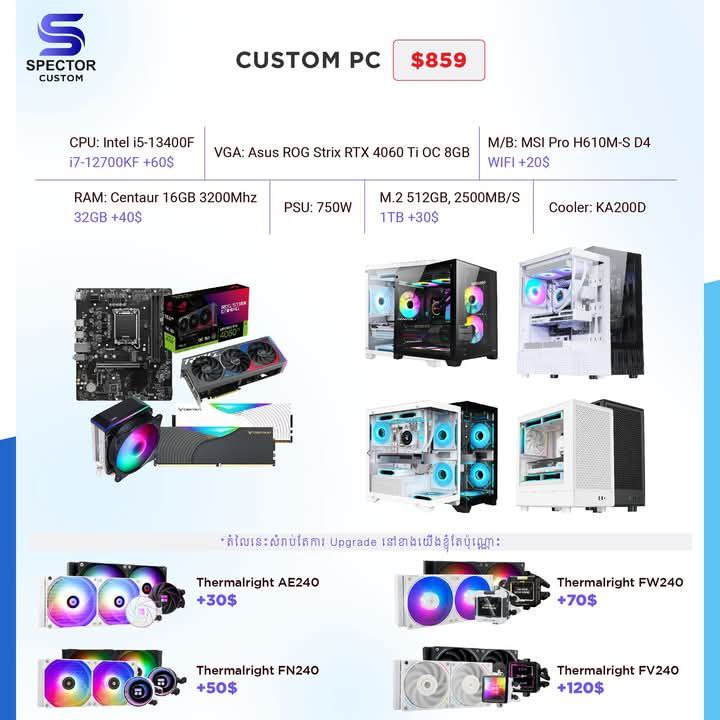 SPECTOR
CUSTOM
CUSTOM PC $859
CPU: Intel i5-13400F
i7-12700KF +60$
VGA: Asus ROG Strix RTX 4060 Ti OC 8GB
M/B: MSI Pro H610M-S D4
WIFI +20$
RAM: Centaur 16GB 3200Mhz
32GB +40$
PSU: 750W
M.2 512GB, 2500MB/S
1TB +30$
Cooler: KA200D
*តំលៃនេះសំរាប់តែការ Upgrade នៅខាងយើងខ្ញុំតែប៉ុណ្ណោះ
Thermalright AE240
+30$
Thermalright FW240
+70$
Thermalright FN240
+50$
Thermalright FV240
+120$